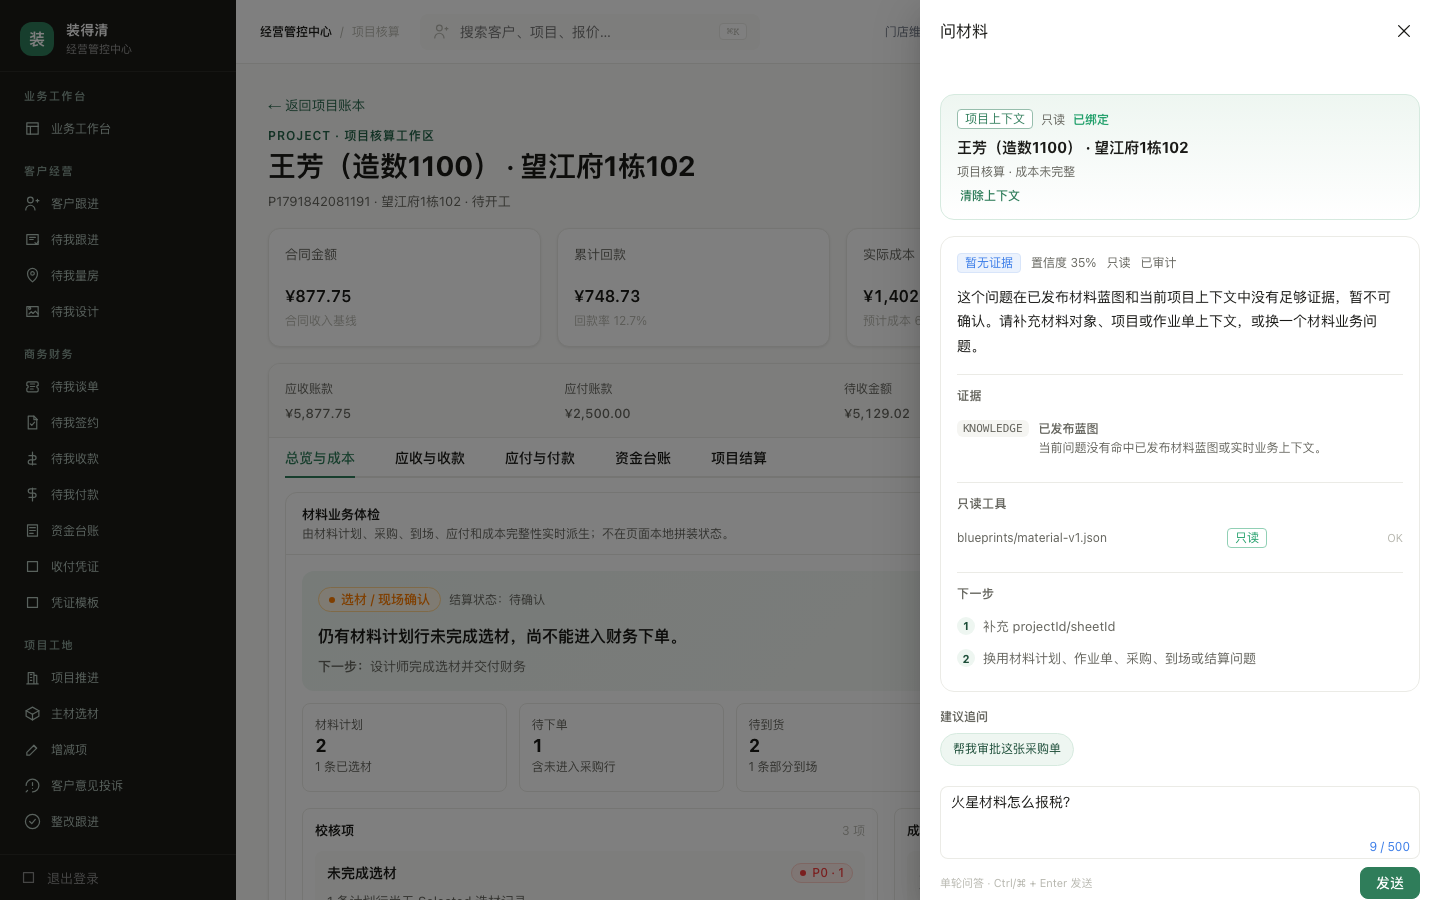 装
装得清
经营管控中心
业务工作台
业务工作台
客户经营
客户跟进
待我跟进
待我量房
待我设计
商务财务
待我谈单
待我签约
待我收款
待我付款
资金台账
收付凭证
凭证模板
项目工地
项目推进
主材选材
增减项
客户意见投诉
整改跟进
退出登录
经营管控中心 / 项目核算
搜索客户、项目、报价... ⌘K
门店维
← 返回项目账本
PROJECT · 项目核算工作区
王芳（造数1100） · 望江府1栋102
P1791842081191 · 望江府1栋102 · 待开工
合同金额
¥877.75
合同收入基线
累计回款
¥748.73
回款率 12.7%
实际成本
¥1,402
预计成本 6
应收账款
¥5,877.75
应付账款
¥2,500.00
待收金额
¥5,129.02
总览与成本 应收与收款 应付与付款 资金台账 项目结算
材料业务体检
由材料计划、采购、到场、应付和成本完整性实时派生；不在页面本地拼装状态。
选材 / 现场确认 结算状态：待确认
仍有材料计划行未完成选材，尚不能进入财务下单。
下一步：设计师完成选材并交付财务
材料计划
2
1 条已选材
待下单
1
含未进入采购行
待到货
2
1 条部分到场
校核项 3 项
成
未完成选材 P0 · 1
问材料
项目上下文 只读 已绑定
王芳（造数1100） · 望江府1栋102
项目核算 · 成本未完整
清除上下文
暂无证据 置信度 35% 只读 已审计
这个问题在已发布材料蓝图和当前项目上下文中没有足够证据，暂不可
确认。请补充材料对象、项目或作业单上下文，或换一个材料业务问
题。
证据
KNOWLEDGE 已发布蓝图
当前问题没有命中已发布材料蓝图或实时业务上下文。
只读工具
blueprints/material-v1.json 只读 OK
下一步
1 补充 projectId/sheetId
2 换用材料计划、作业单、采购、到场或结算问题
建议追问
帮我审批这张采购单
火星材料怎么报税?
9 / 500
单轮问答 · Ctrl/⌘ + Enter 发送
发送